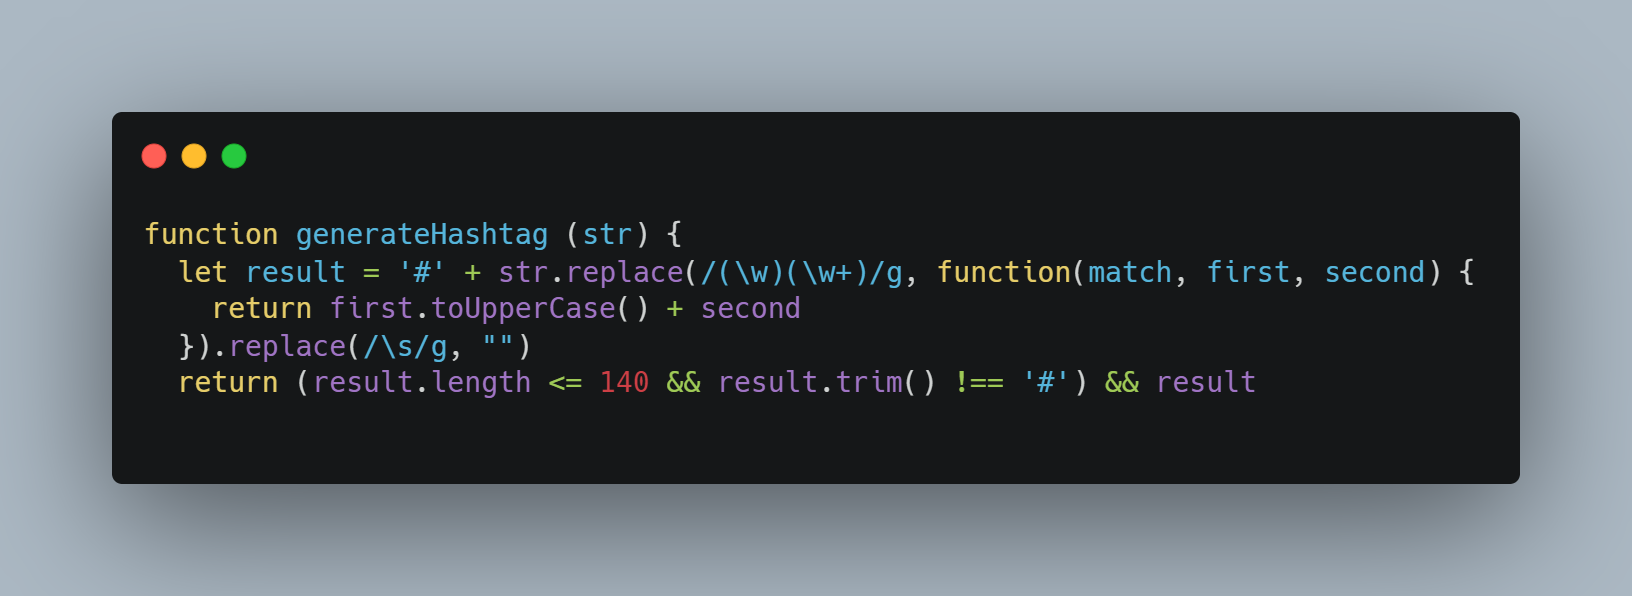 function generateHashtag (str) {
  let result = '#' + str.replace(/(\w)(\w+)/g, function(match, first, second) {
    return first.toUpperCase() + second
  }).replace(/\s/g, "")
  return (result.length <= 140 && result.trim() !== '#') && result